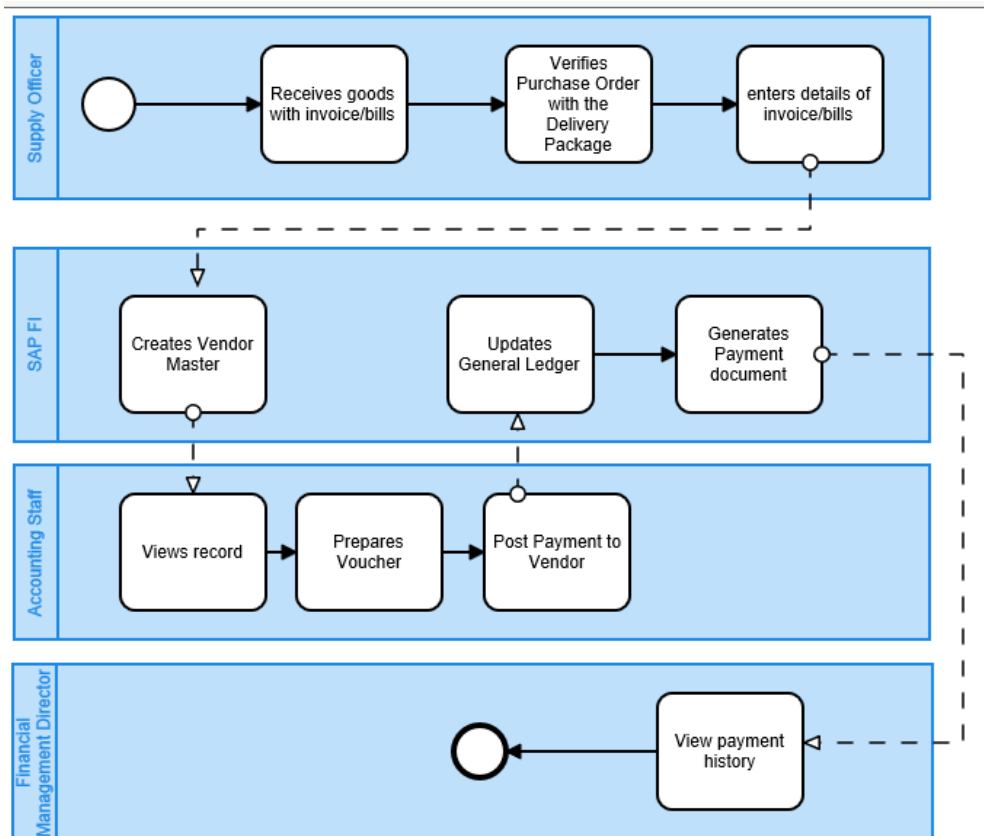 Supply Officer
Receives goods
with invoice/bills
Verifies
Purchase Order
with the
Delivery
Package
enters details of
invoice/bills
SAP FI
Creates Vendor
Master
Updates
General Ledger
Generates
Payment
document
Accounting Staff
Views record
Prepares
Voucher
Post Payment to
Vendor
Financial
Management Director
View payment
history